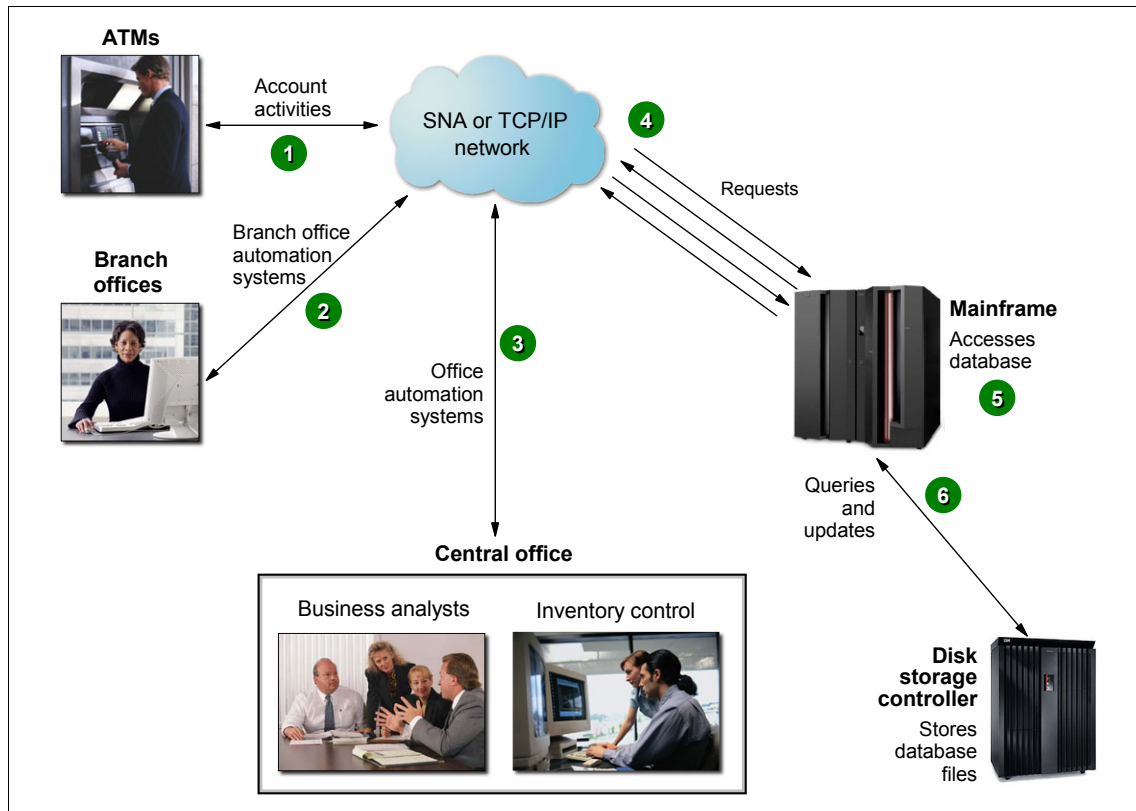 ATMs
Account
activities
1
SNA or TCP/IP
network
4
Requests
Branch office
automation
systems
2
Branch
offices
3
Office
automation
systems
Mainframe
Accesses
database
5
Queries
and
updates
6
Central office
Business analysts
Inventory control
Disk
storage
controller
Stores
database
files
IBM